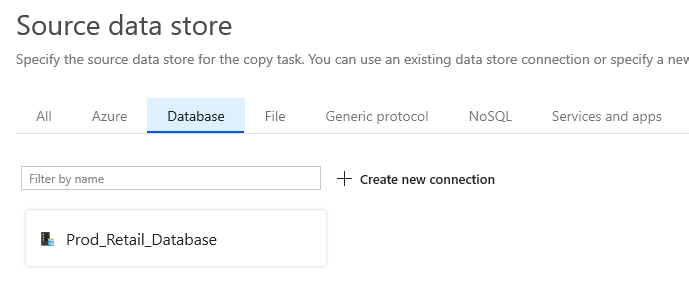 Source data store
Specify the source data store for the copy task. You can use an existing data store connection or specify a new
All Azure Database File Generic protocol NoSQL Services and apps
Filter by name + Create new connection
Prod_Retail_Database